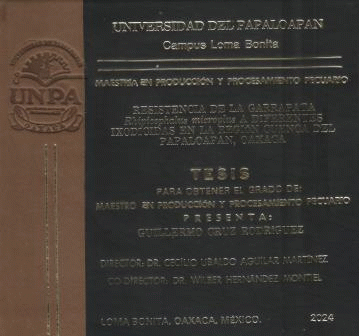 UNIVERSIDAD DEL PAPALOAPAN
Campus Loma Bonita
MAESTRÍA EN PRODUCCIÓN Y PROCESAMIENTO PECUARIO
UNPA
OAXACA
RESISTENCIA DE LA GARRAPATA
Rhipicephalus microplus A DIFERENTES
IXODICIDAS EN LA REGIÓN CUENCA DEL
PAPALOAPAN, OAXACA
TESIS
PARA OBTENER EL GRADO DE:
MAESTRO EN PRODUCCIÓN Y PROCESAMIENTO PECUARIO
PRESENTA:
GUILLERMO CRUZ RODRIGUEZ
DIRECTOR: DR. CECILIO UBALDO AGUILAR MARTÍNEZ
CO-DIRECTOR: DR. WILBER HERNÁNDEZ MONTIEL
LOMA BONITA, OAXACA, MÉXICO. 2024